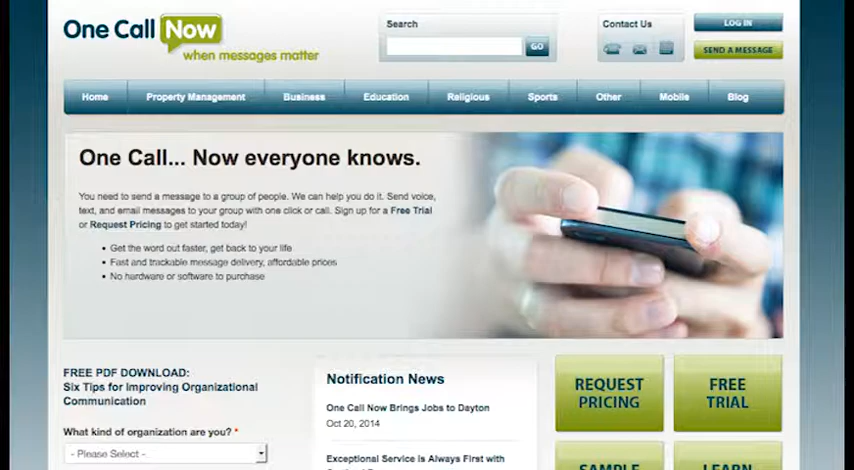 One Call Now
when messages matter
Search
GO
Contact Us
LOG IN
SEND A MESSAGE
Home
Property Management
Business
Education
Religious
Sports
Other
Mobile
Blog
One Call... Now everyone knows.
You need to send a message to a group of people. We can help you do it. Send voice,
text, and email messages to your group with one click or call. Sign up for a Free Trial
or Request Pricing to get started today!
• Get the word out faster, get back to your life
• Fast and trackable message delivery, affordable prices
• No hardware or software to purchase
FREE PDF DOWNLOAD:
Six Tips for Improving Organizational
Communication
What kind of organization are you? *
- Please Select -
Notification News
One Call Now Brings Jobs to Dayton
Oct 20, 2014
Exceptional Service is Always First with
REQUEST
PRICING
FREE
TRIAL
SAMPLE
LEARN